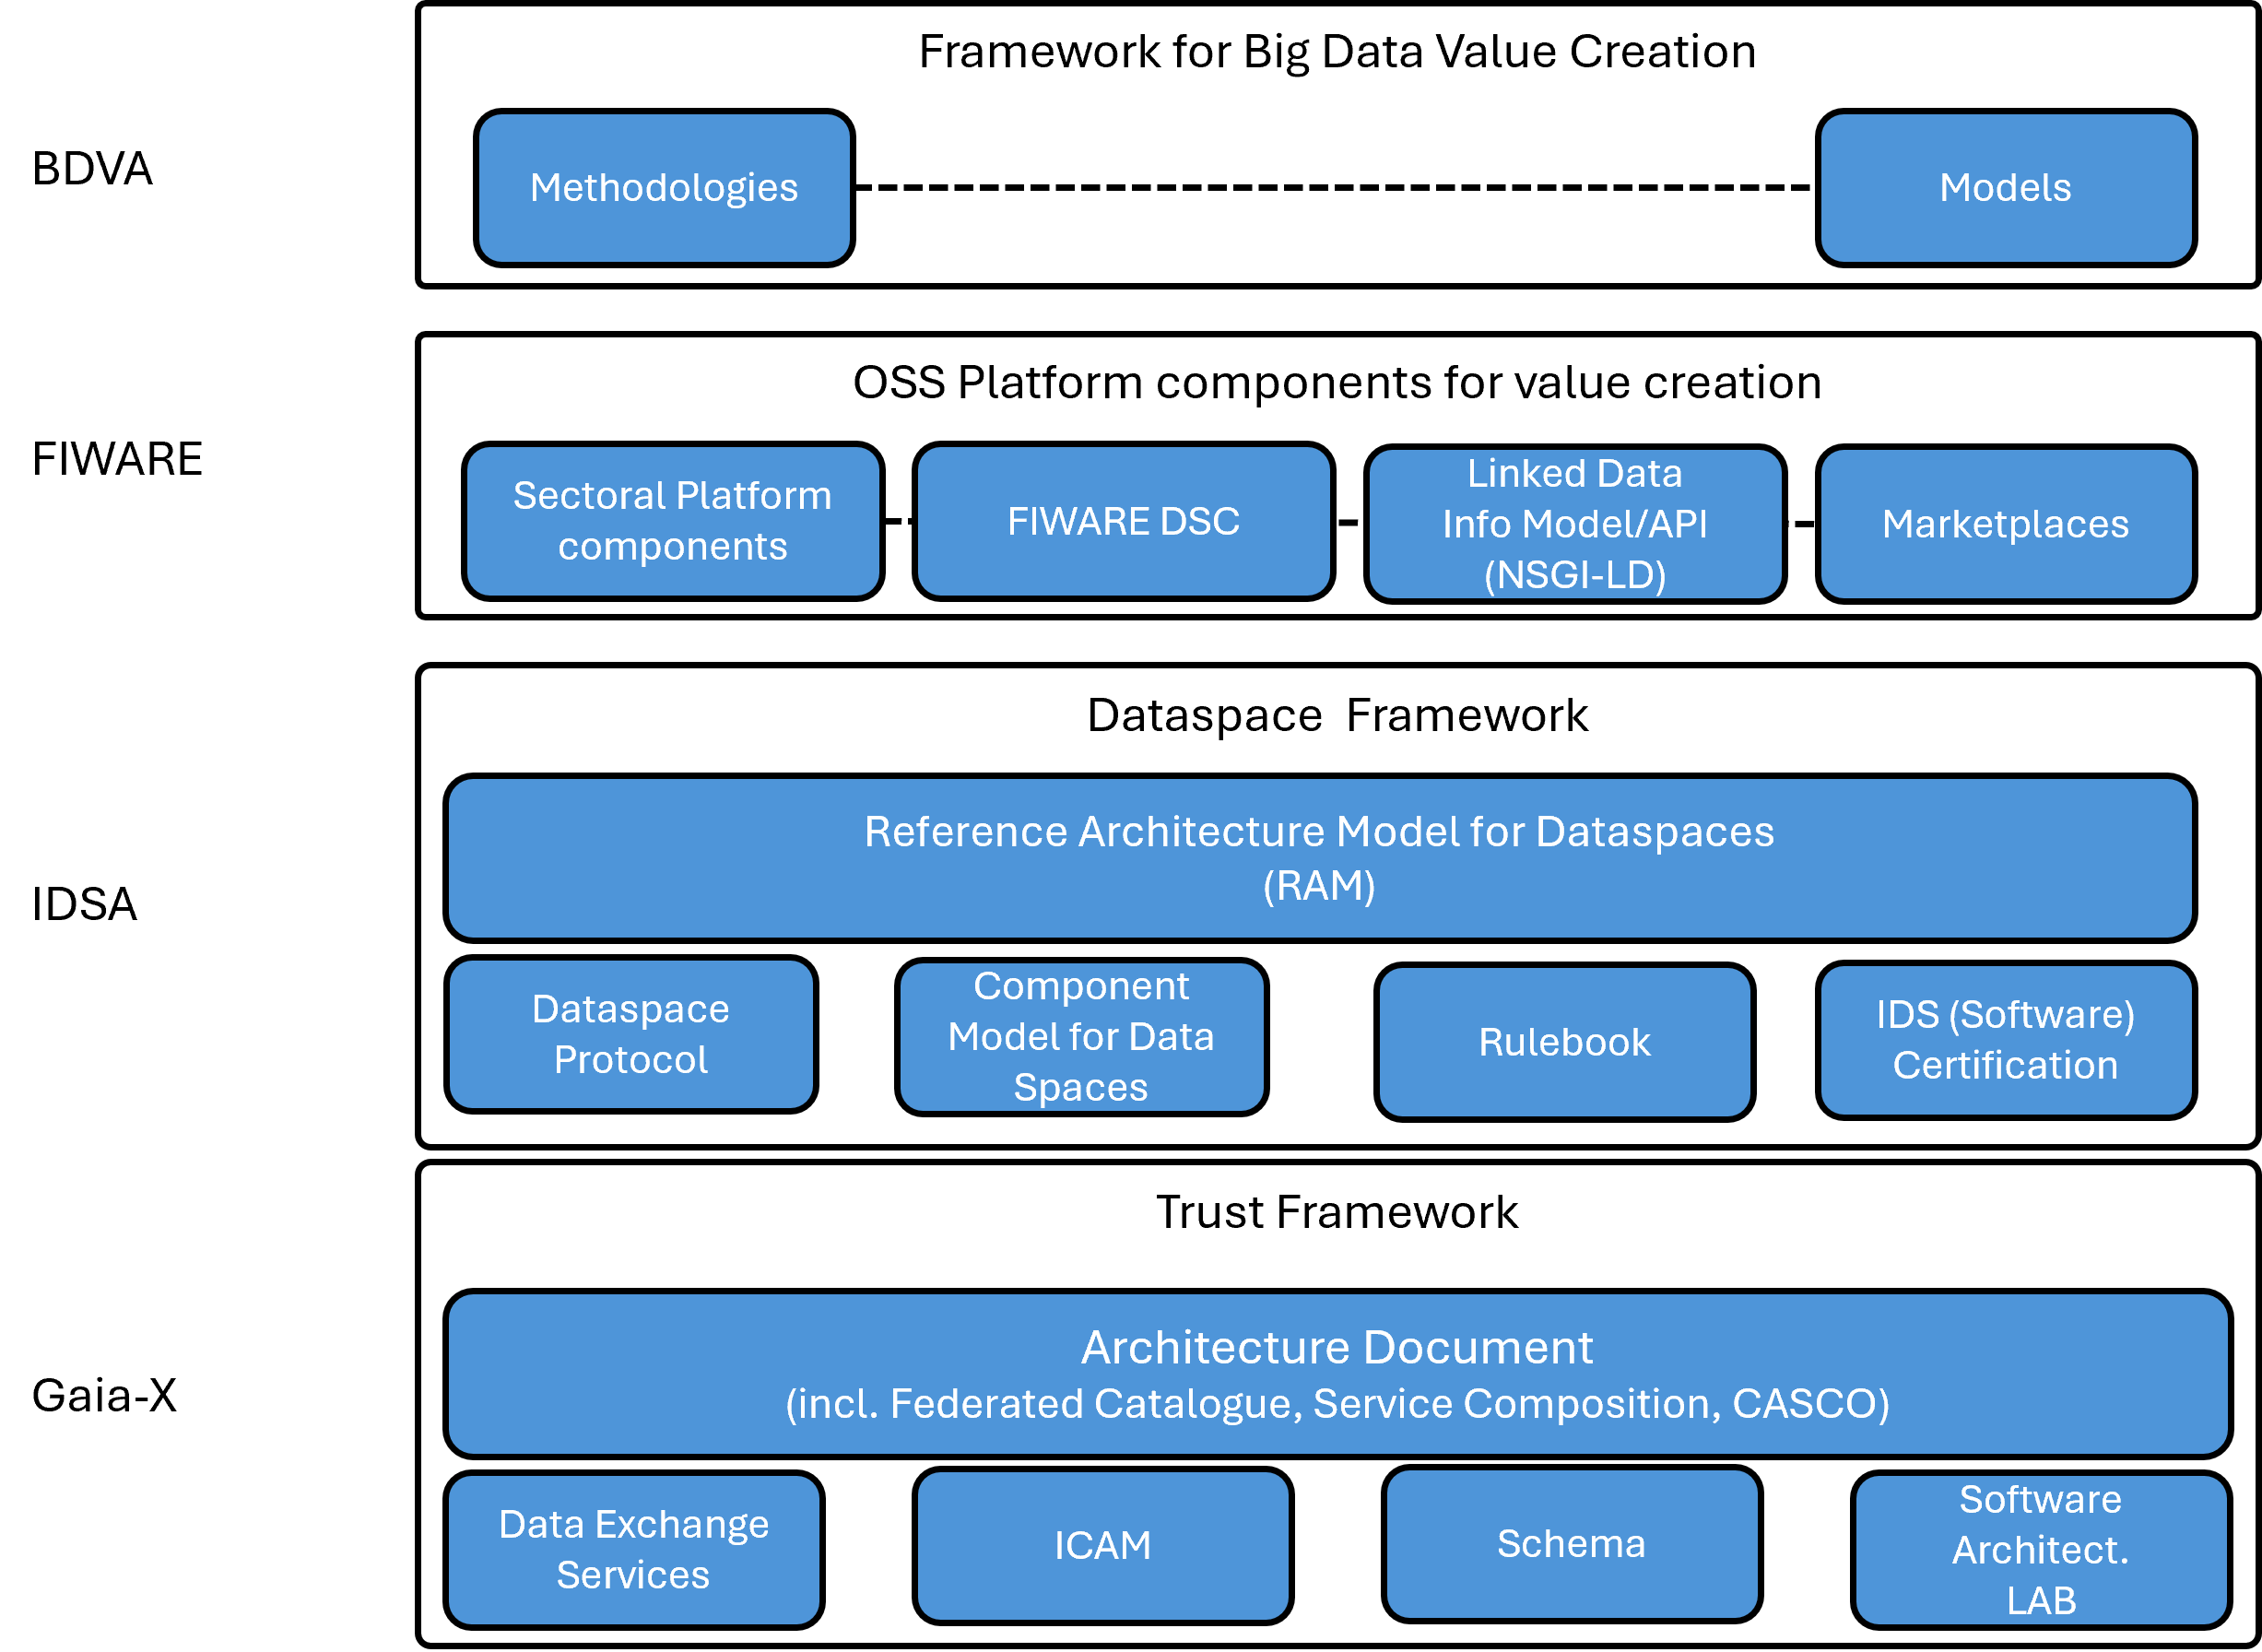 BDVA
Framework for Big Data Value Creation
Methodologies
Models
FIWARE
OSS Platform components for value creation
Sectoral Platform
components
FIWARE DSC
Linked Data
Info Model/API
(NSGI-LD)
Marketplaces
IDSA
Dataspace Framework
Reference Architecture Model for Dataspaces
(RAM)
Dataspace
Protocol
Component
Model for Data
Spaces
Rulebook
IDS (Software)
Certification
Gaia-X
Trust Framework
Architecture Document
(incl. Federated Catalogue, Service Composition, CASCO)
Data Exchange
Services
ICAM
Schema
Software
Architect.
LAB